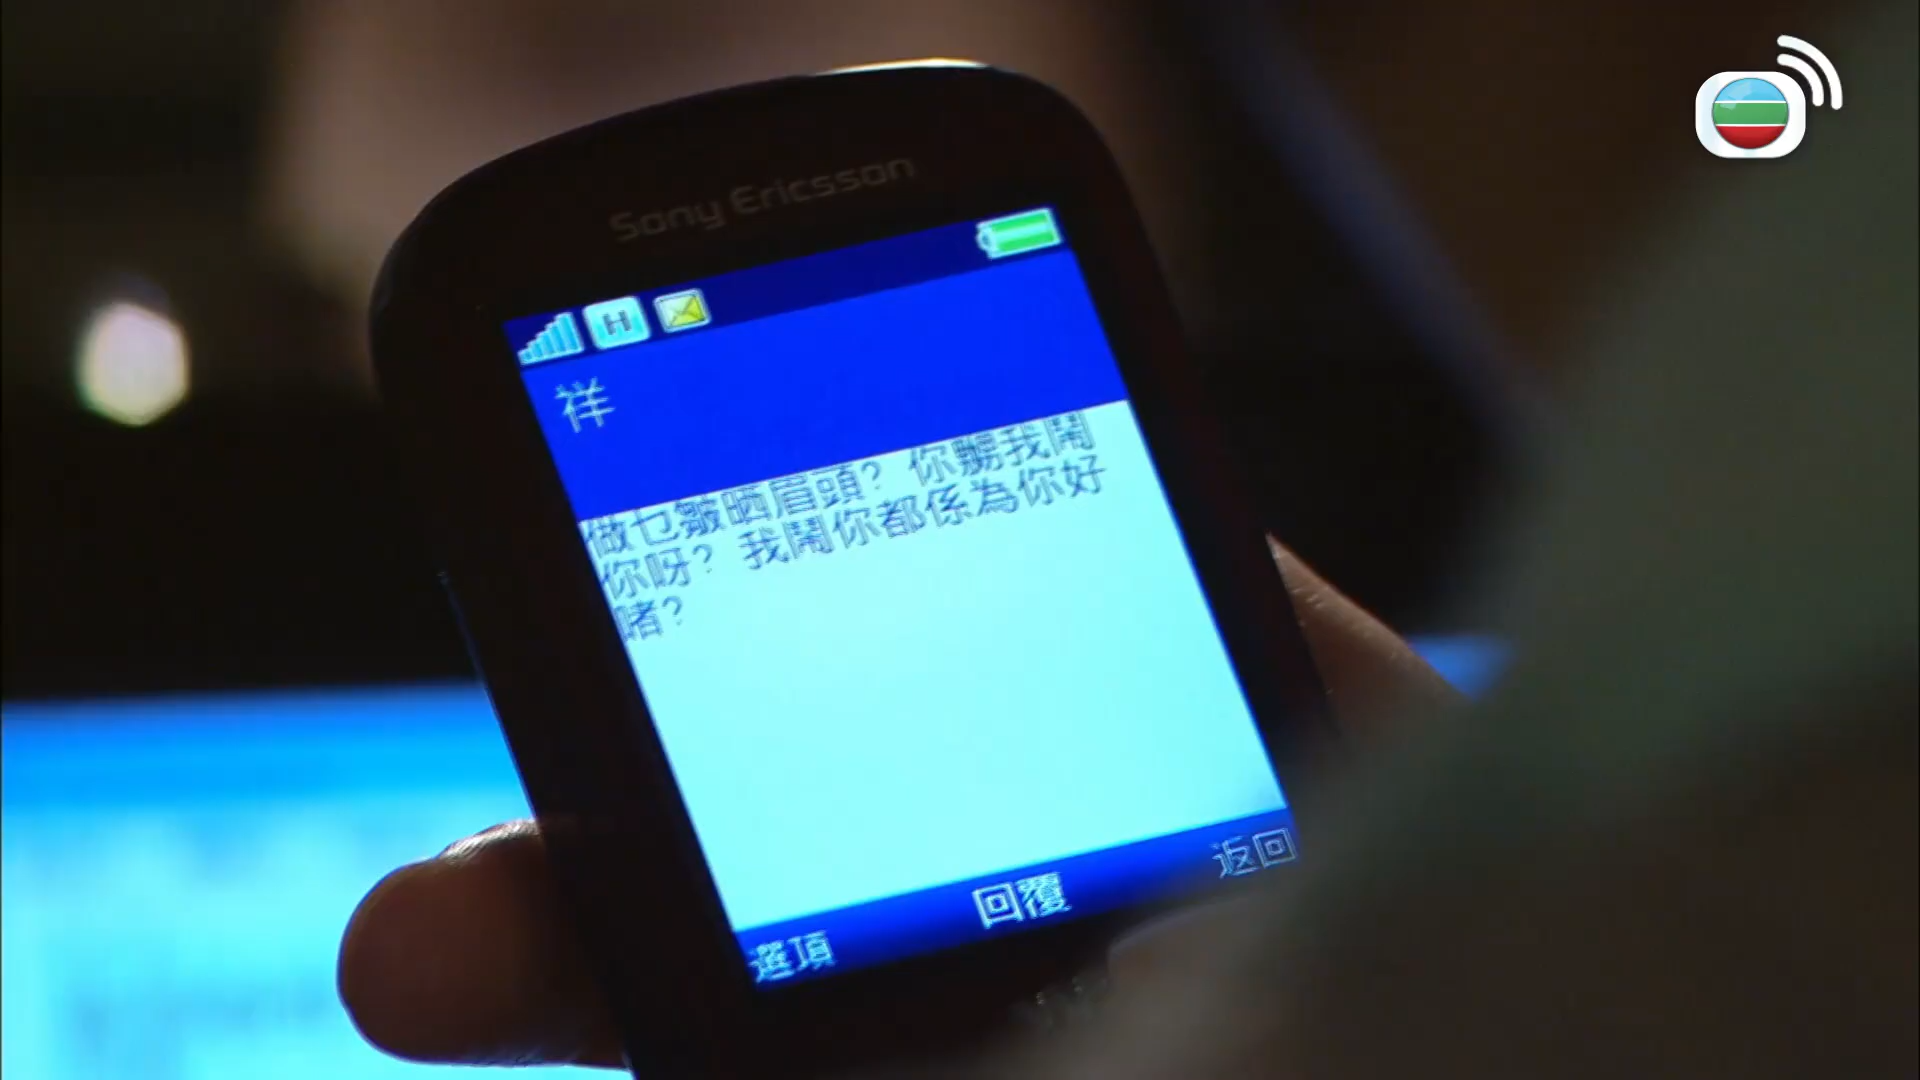 Sony Ericsson
H
祥
做乜皺晒眉頭? 你嬲我鬧
你呀? 我鬧你都係為你好
啫?
選項
回覆
返回